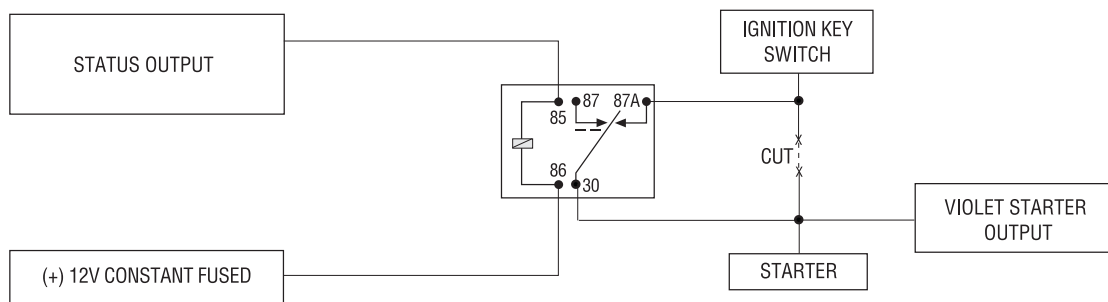 STATUS OUTPUT
IGNITION KEY
SWITCH
87 87A
85
86
30
CUT
VIOLET STARTER
OUTPUT
(+) 12V CONSTANT FUSED
STARTER